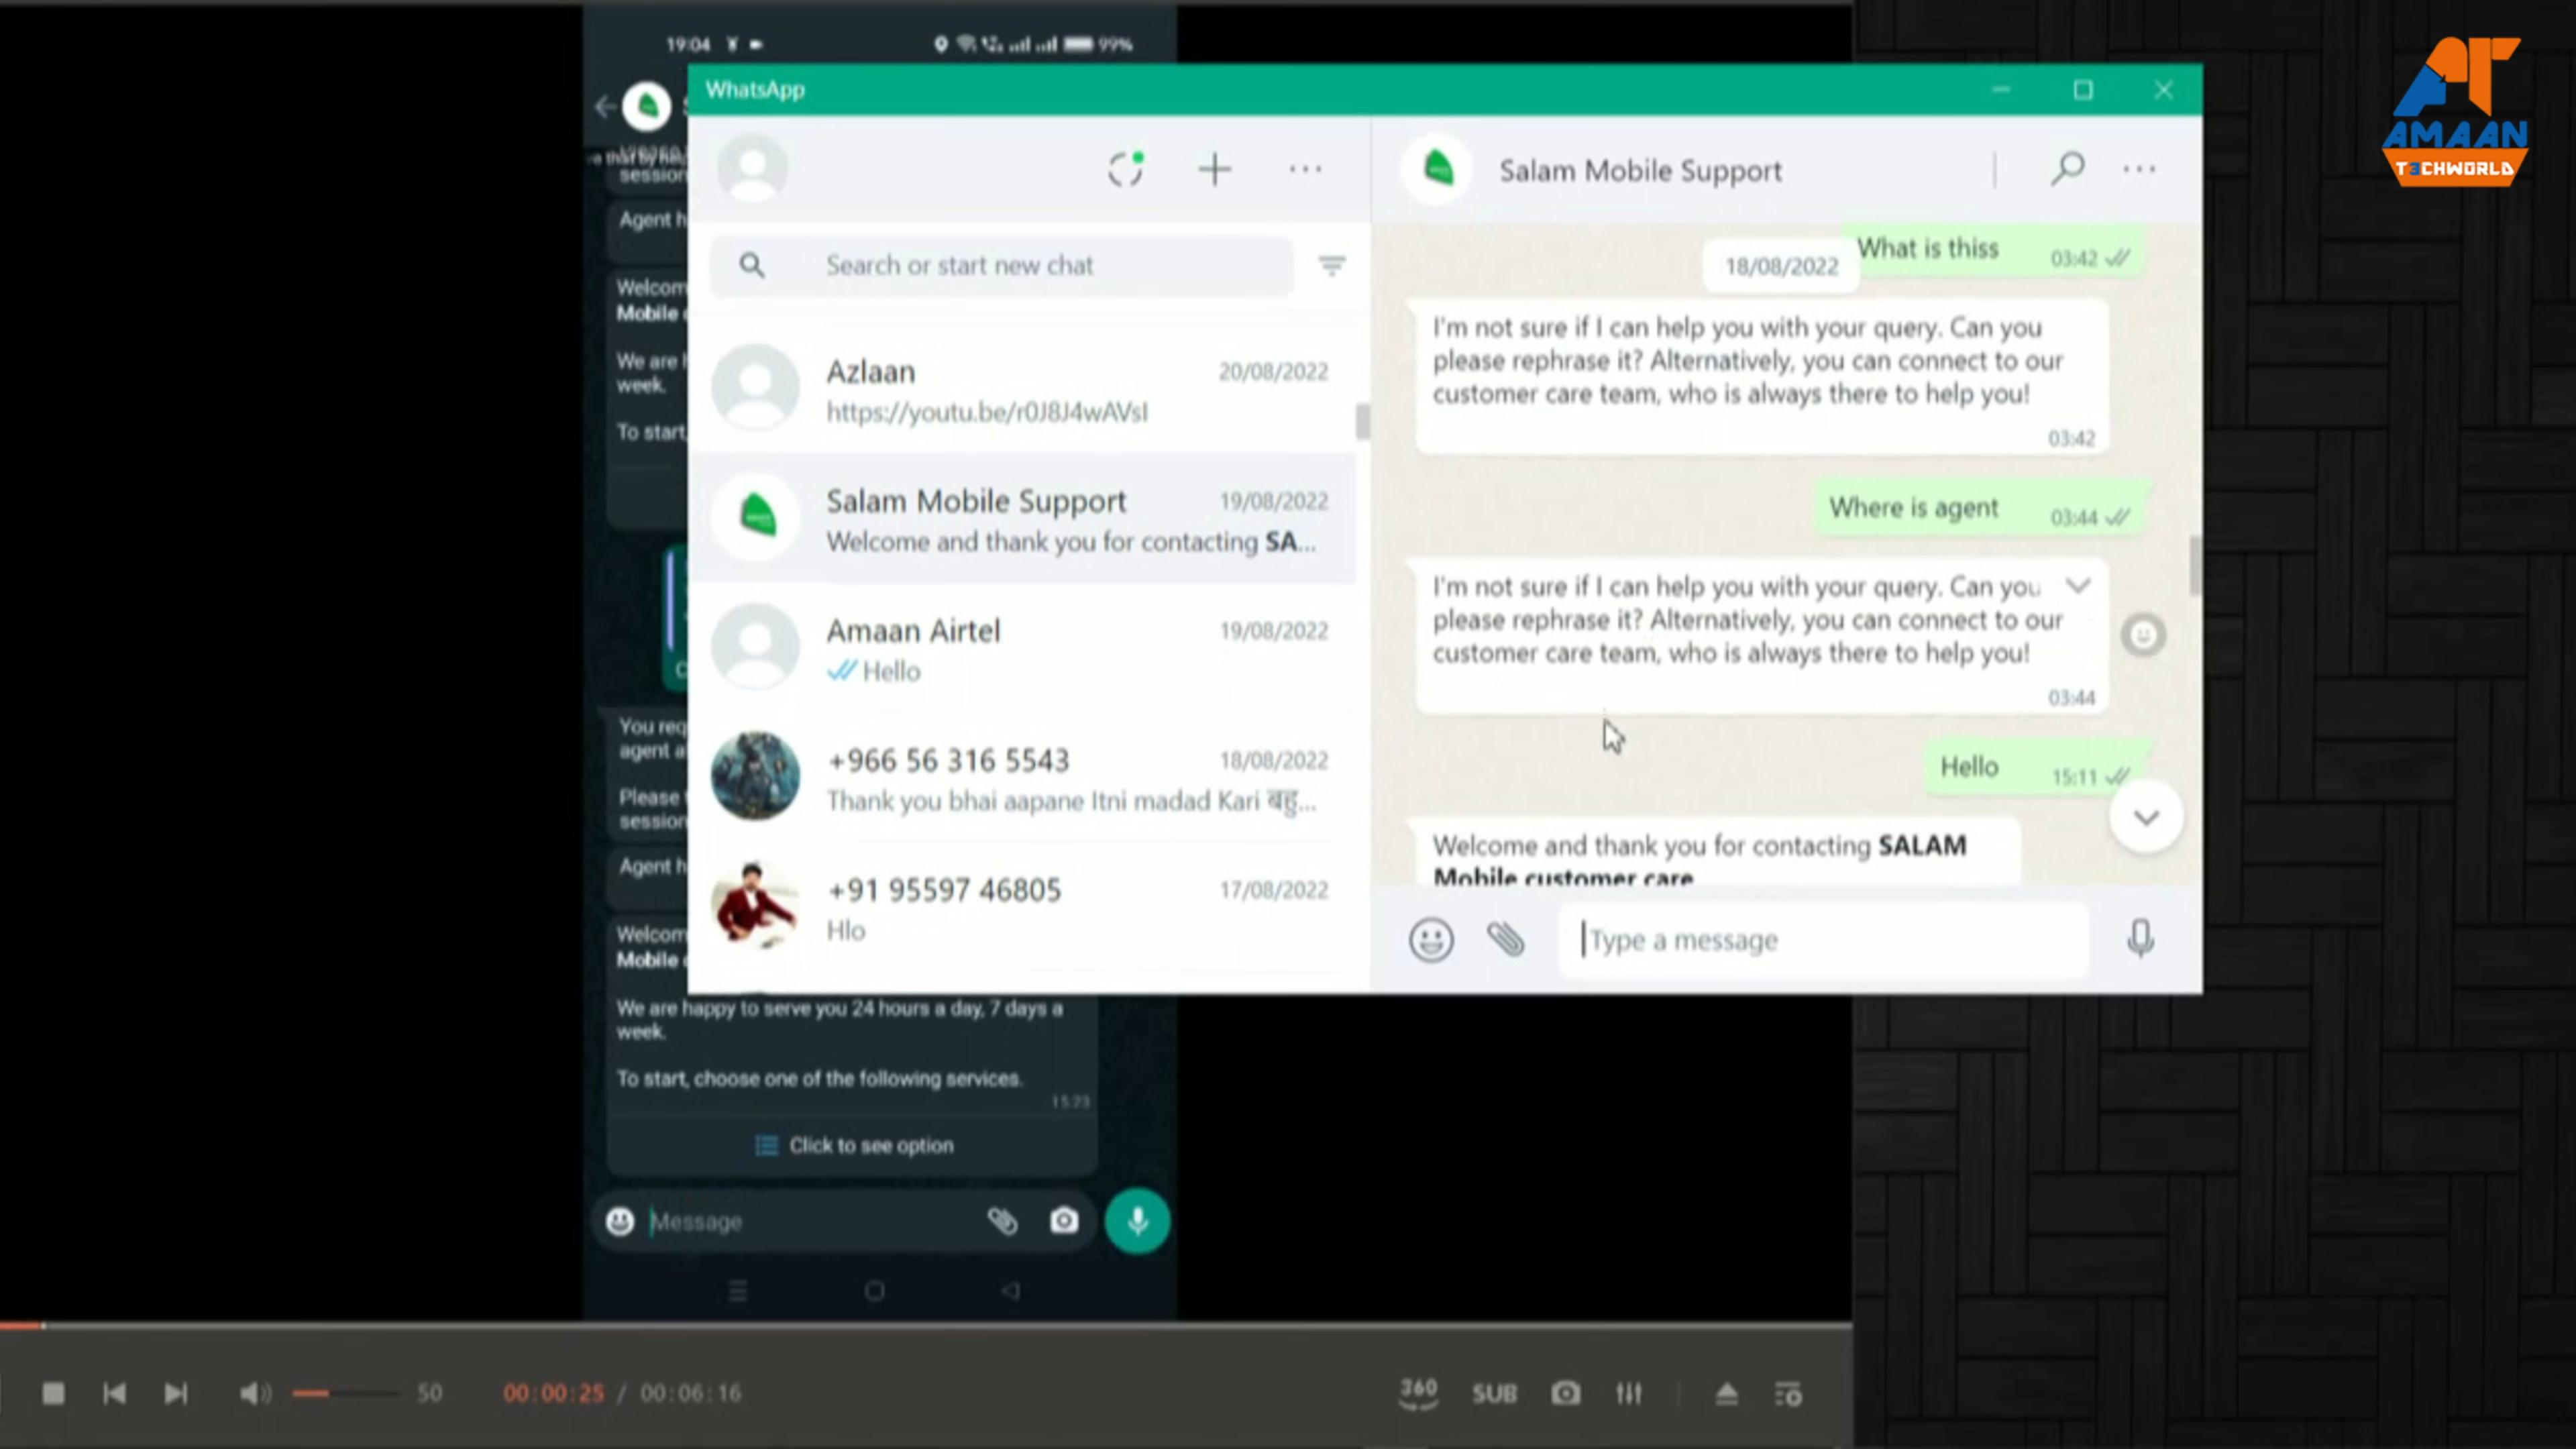 19:04
99%
WhatsApp
AT
AMAAN
T3CHWORLD
session
Agent h
Welcom
Mobile
We are
week.
To start,
You req
agent a
Please
session
Agent h
Welcom
Mobile
We are happy to serve you 24 hours a day, 7 days a
week.
To start, choose one of the following services.
15:23
Click to see option
Message
Search or start new chat
Azlaan
20/08/2022
https://youtu.be/r0J8J4wAVsI
Salam Mobile Support
19/08/2022
Welcome and thank you for contacting SA...
Amaan Airtel
19/08/2022
Hello
+966 56 316 5543
18/08/2022
Thank you bhai aapane Itni madad Kari बहु...
+91 95597 46805
17/08/2022
Hlo
Salam Mobile Support
What is thiss
03:42
18/08/2022
I'm not sure if I can help you with your query. Can you
please rephrase it? Alternatively, you can connect to our
customer care team, who is always there to help you!
03:42
Where is agent
03:44
I'm not sure if I can help you with your query. Can you
please rephrase it? Alternatively, you can connect to our
customer care team, who is always there to help you!
03:44
Hello
15:11
Welcome and thank you for contacting SALAM
Mobile customer care
Type a message
50
00:00:25 / 00:06:16
360
SUB